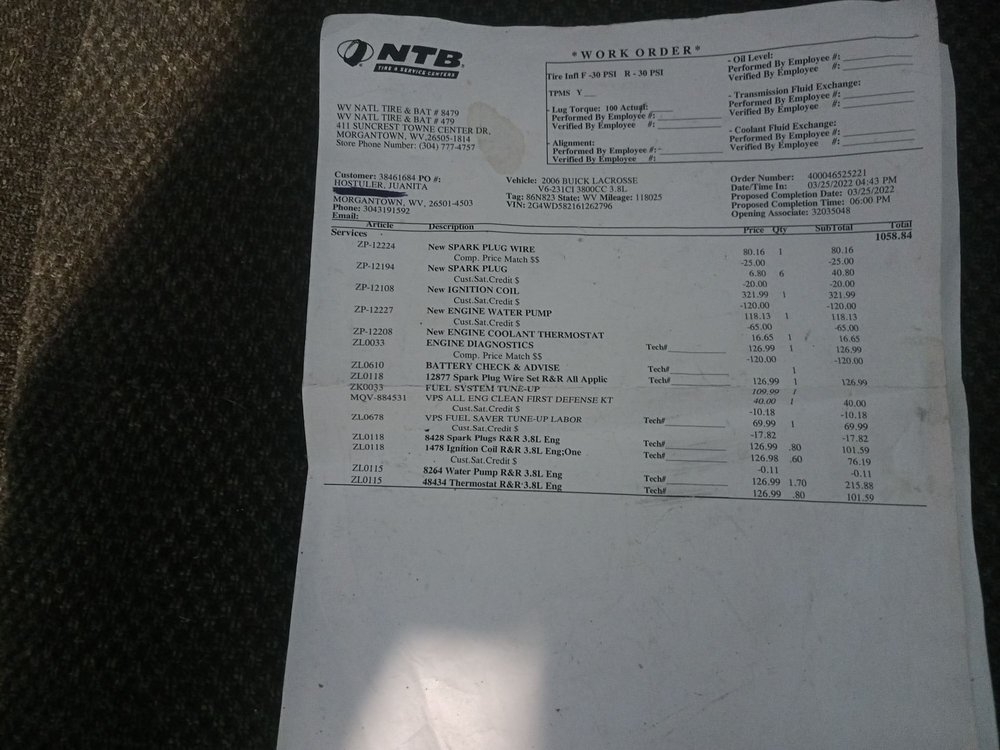 NTB
TIRE & SERVICE CENTERS
*WORK ORDER*
Tire Infl F -30 PSI R - 30 PSI
TPMS Y __
- Lug Torque: 100 Actual: ____
Performed By Employee #: ____
Verified By Employee #: ____
- Alignment:
Performed By Employee #: -
Verified By Employee #:
- Oil Level:
Performed By Employee #:
Verified By Employee #:
- Transmission Fluid Exchange:
Performed By Employee #:
Verified By Employee #:
- Coolant Fluid Exchange:
Performed By Employee #:
Verified By Employee #:
WV NATL TIRE & BAT # 8479
WV NATL TIRE & BAT # 479
411 SUNCREST TOWNE CENTER DR,
MORGANTOWN, WV,26505-1814
Store Phone Number: (304) 777-4757
Customer: 38461684 PO #:
HOSTULER, JUANITA
MORGANTOWN, WV, 26501-4503
Phone: 3043191592
Email:
Vehicle: 2006 BUICK LACROSSE
V6-231CI 3800CC 3.8L
Tag: 86N823 State: WV Mileage: 118025
VIN: 2G4WD582161262796
Order Number: 400046525221
Date/Time In: 03/25/2022 04:43 PM
Proposed Completion Date: 03/25/2022
Proposed Completion Time: 06:00 PM
Opening Associate: 32035048
Article Description Price Qty SubTotal Total
Services 1058.84
ZP-12224 New SPARK PLUG WIRE 80.16 1 80.16
Comp. Price Match $$ -25.00 -25.00
ZP-12194 New SPARK PLUG 6.80 6 40.80
Cust.Sat.Credit $ -20.00 -20.00
ZP-12108 New IGNITION COIL 321.99 1 321.99
Cust.Sat.Credit $ -120.00 -120.00
ZP-12227 New ENGINE WATER PUMP 118.13 1 118.13
Cust.Sat.Credit $ -65.00 -65.00
ZP-12208 New ENGINE COOLANT THERMOSTAT 16.65 1 16.65
ZL0033 ENGINE DIAGNOSTICS Tech# 126.99 1 126.99
Comp. Price Match $$ -120.00 -120.00
ZL0610 BATTERY CHECK & ADVISE Tech# 1
ZL0118 12877 Spark Plug Wire Set R&R All Applic Tech# 126.99 1 126.99
ZK0033 FUEL SYSTEM TUNE-UP 109.99 1
MQV-884531 VPS ALL ENG CLEAN FIRST DEFENSE KT 40.00 1 40.00
Cust.Sat.Credit $ -10.18 -10.18
ZL0678 VPS FUEL SAVER TUNE-UP LABOR 69.99 1 69.99
Cust.Sat.Credit $ -17.82 -17.82
ZL0118 8428 Spark Plugs R&R 3.8L Eng Tech# 126.99 .80 101.59
ZL0118 1478 Ignition Coil R&R 3.8L Eng;One Tech# 126.98 .60 76.19
Cust.Sat.Credit $ -0.11 -0.11
ZL0115 8264 Water Pump R&R 3.8L Eng Tech# 126.99 1.70 215.88
ZL0115 48434 Thermostat R&R 3.8L Eng Tech# 126.99 .80 101.59